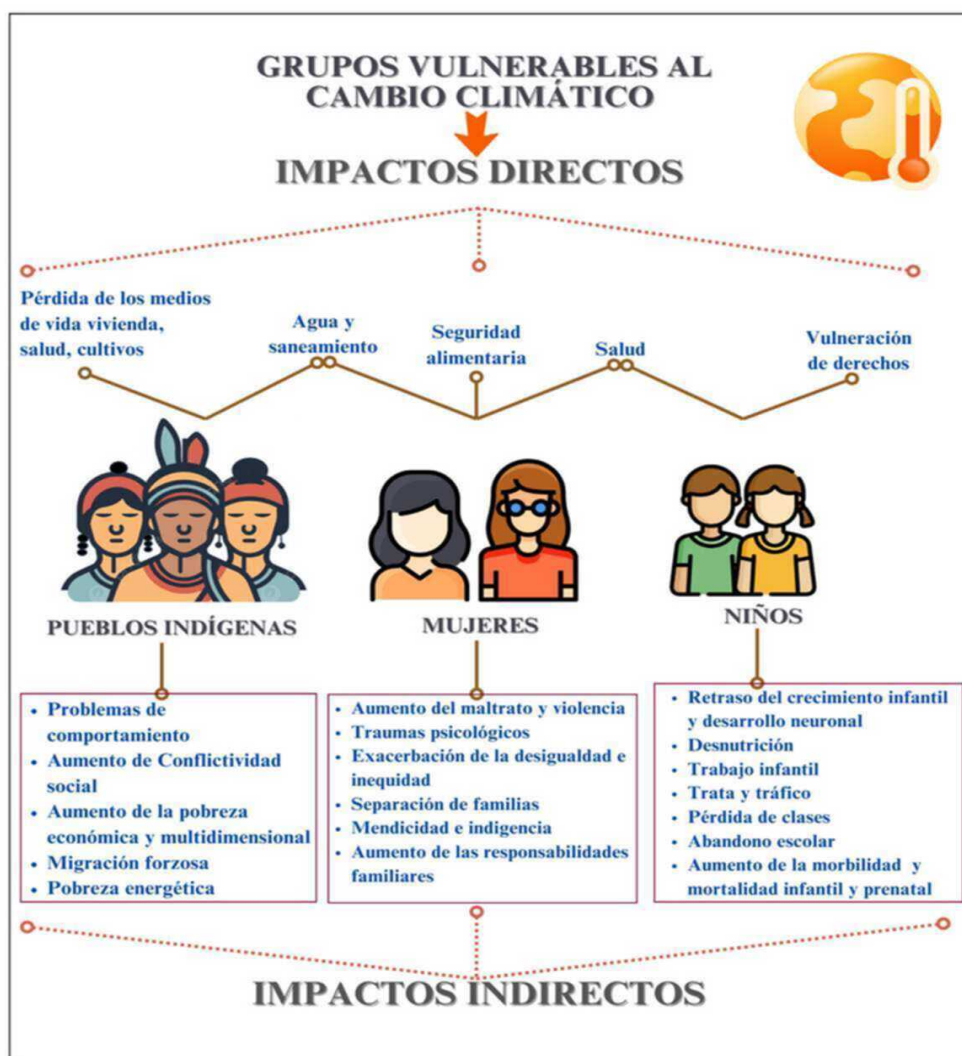 GRUPOS VULNERABLES AL
CAMBIO CLIMÁTICO
IMPACTOS DIRECTOS
Pérdida de los medios
de vida vivienda,
salud, cultivos
Agua y
saneamiento
Seguridad
alimentaria
Salud
Vulneración
de derechos
PUEBLOS INDÍGENAS
MUJERES
NIÑOS
• Problemas de
comportamiento
• Aumento de Conflictividad
social
• Aumento de la pobreza
económica y multidimensional
• Migración forzosa
• Pobreza energética
• Aumento del maltrato y violencia
• Traumas psicológicos
• Exacerbación de la desigualdad e
inequidad
• Separación de familias
• Mendicidad e indigencia
• Aumento de las responsabilidades
familiares
• Retraso del crecimiento infantil
y desarrollo neuronal
• Desnutrición
• Trabajo infantil
• Trata y tráfico
• Pérdida de clases
• Abandono escolar
• Aumento de la morbilidad y
mortalidad infantil y prenatal
IMPACTOS INDIRECTOS